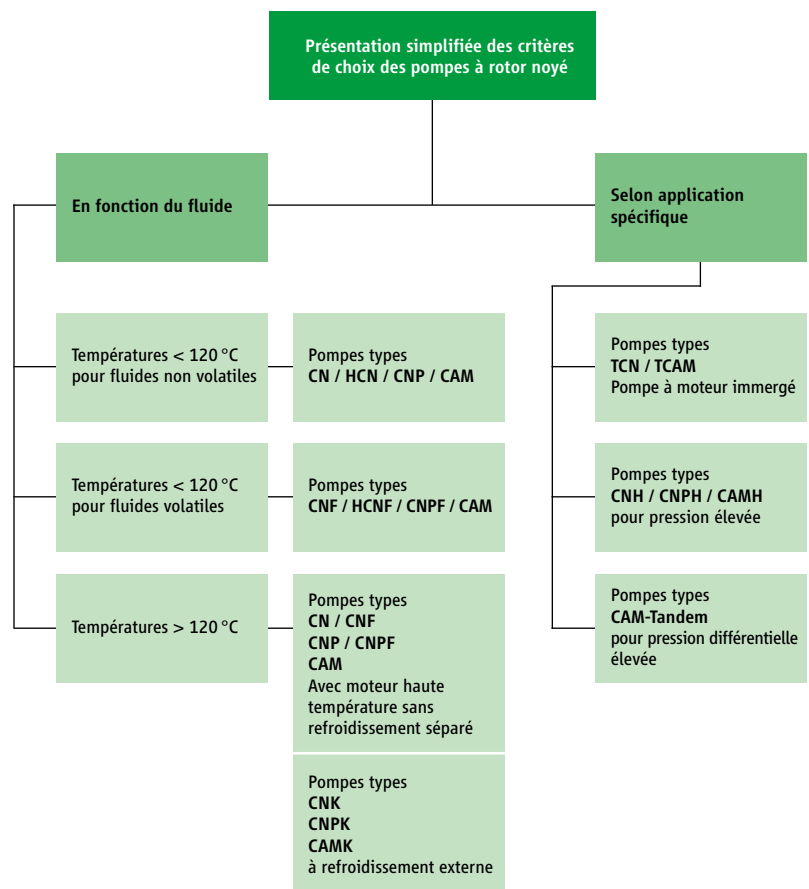 Présentation simplifiée des critères
de choix des pompes à rotor noyé
En fonction du fluide
Selon application
spécifique
Températures < 120 °C
pour fluides non volatiles
Pompes types
CN / HCN / CNP / CAM
Pompes types
TCN / TCAM
Pompe à moteur immergé
Températures < 120 °C
pour fluides volatiles
Pompes types
CNF / HCNF / CNPF / CAM
Pompes types
CNH / CNPH / CAMH
pour pression élevée
Températures > 120 °C
Pompes types
CN / CNF
CNP / CNPF
CAM
Avec moteur haute
température sans
refroidissement séparé
Pompes types
CAM-Tandem
pour pression différentielle
élevée
Pompes types
CNK
CNPK
CAMK
à refroidissement externe